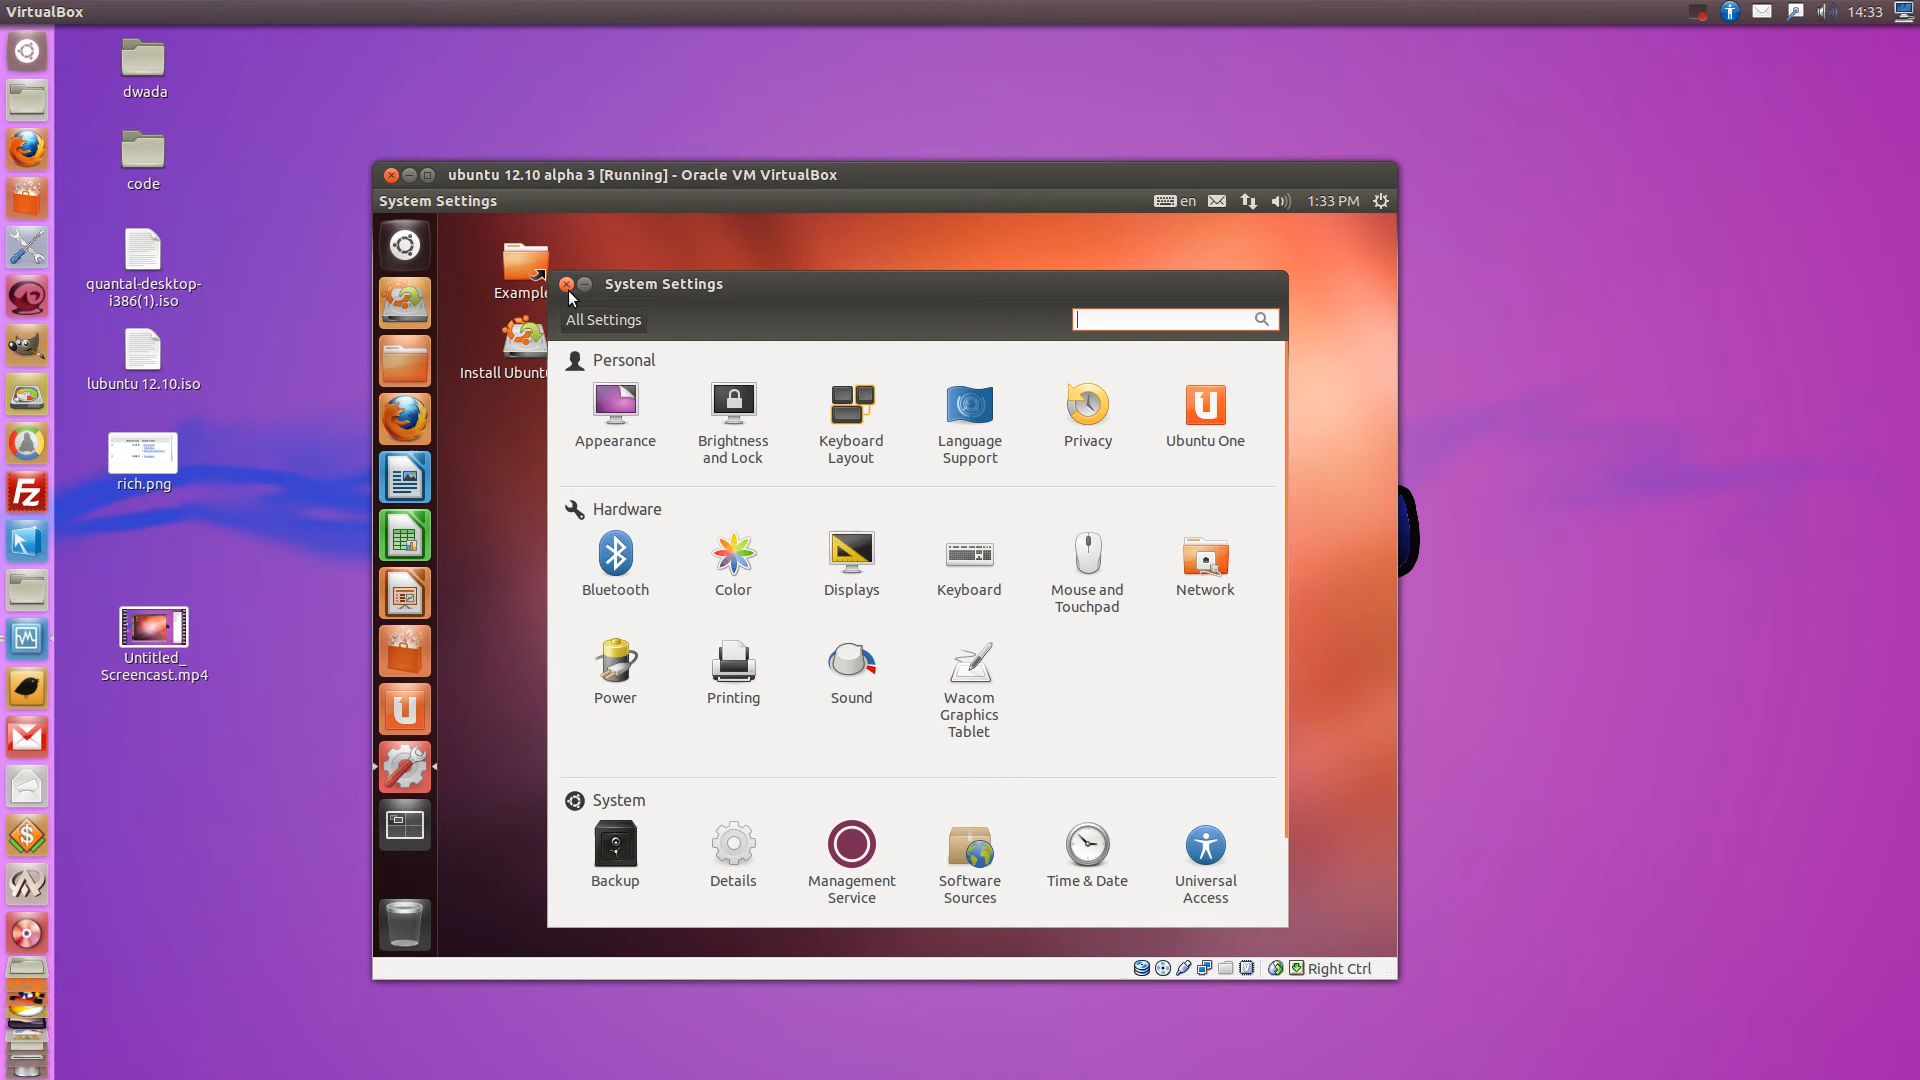 VirtualBox
14:33
dwada
code
quantal-desktop-
i386(1).iso
lubuntu 12.10.iso
rich.png
Untitled_
Screencast.mp4
ubuntu 12.10 alpha 3 [Running] - Oracle VM VirtualBox
System Settings
en
1:33 PM
Example
Install Ubuntu
System Settings
All Settings
Personal
Appearance
Brightness
and Lock
Keyboard
Layout
Language
Support
Privacy
Ubuntu One
Hardware
Bluetooth
Color
Displays
Keyboard
Mouse and
Touchpad
Network
Power
Printing
Sound
Wacom
Graphics
Tablet
System
Backup
Details
Management
Service
Software
Sources
Time & Date
Universal
Access
Right Ctrl